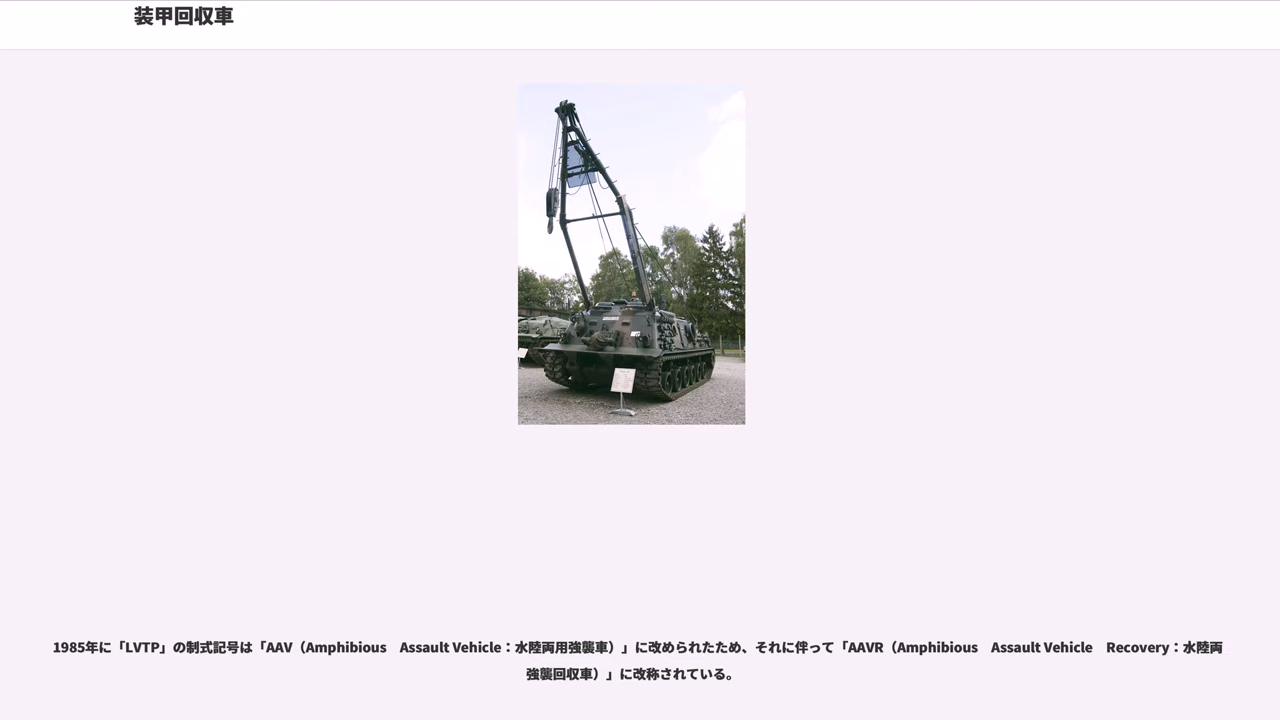 装甲回収車
1985年に「LVTP」の制式記号は「AAV（Amphibious　Assault Vehicle：水陸両用強襲車）」に改められたため、それに伴って「AAVR（Amphibious　Assault Vehicle　Recovery：水陸両
強襲回収車）」に改称されている。